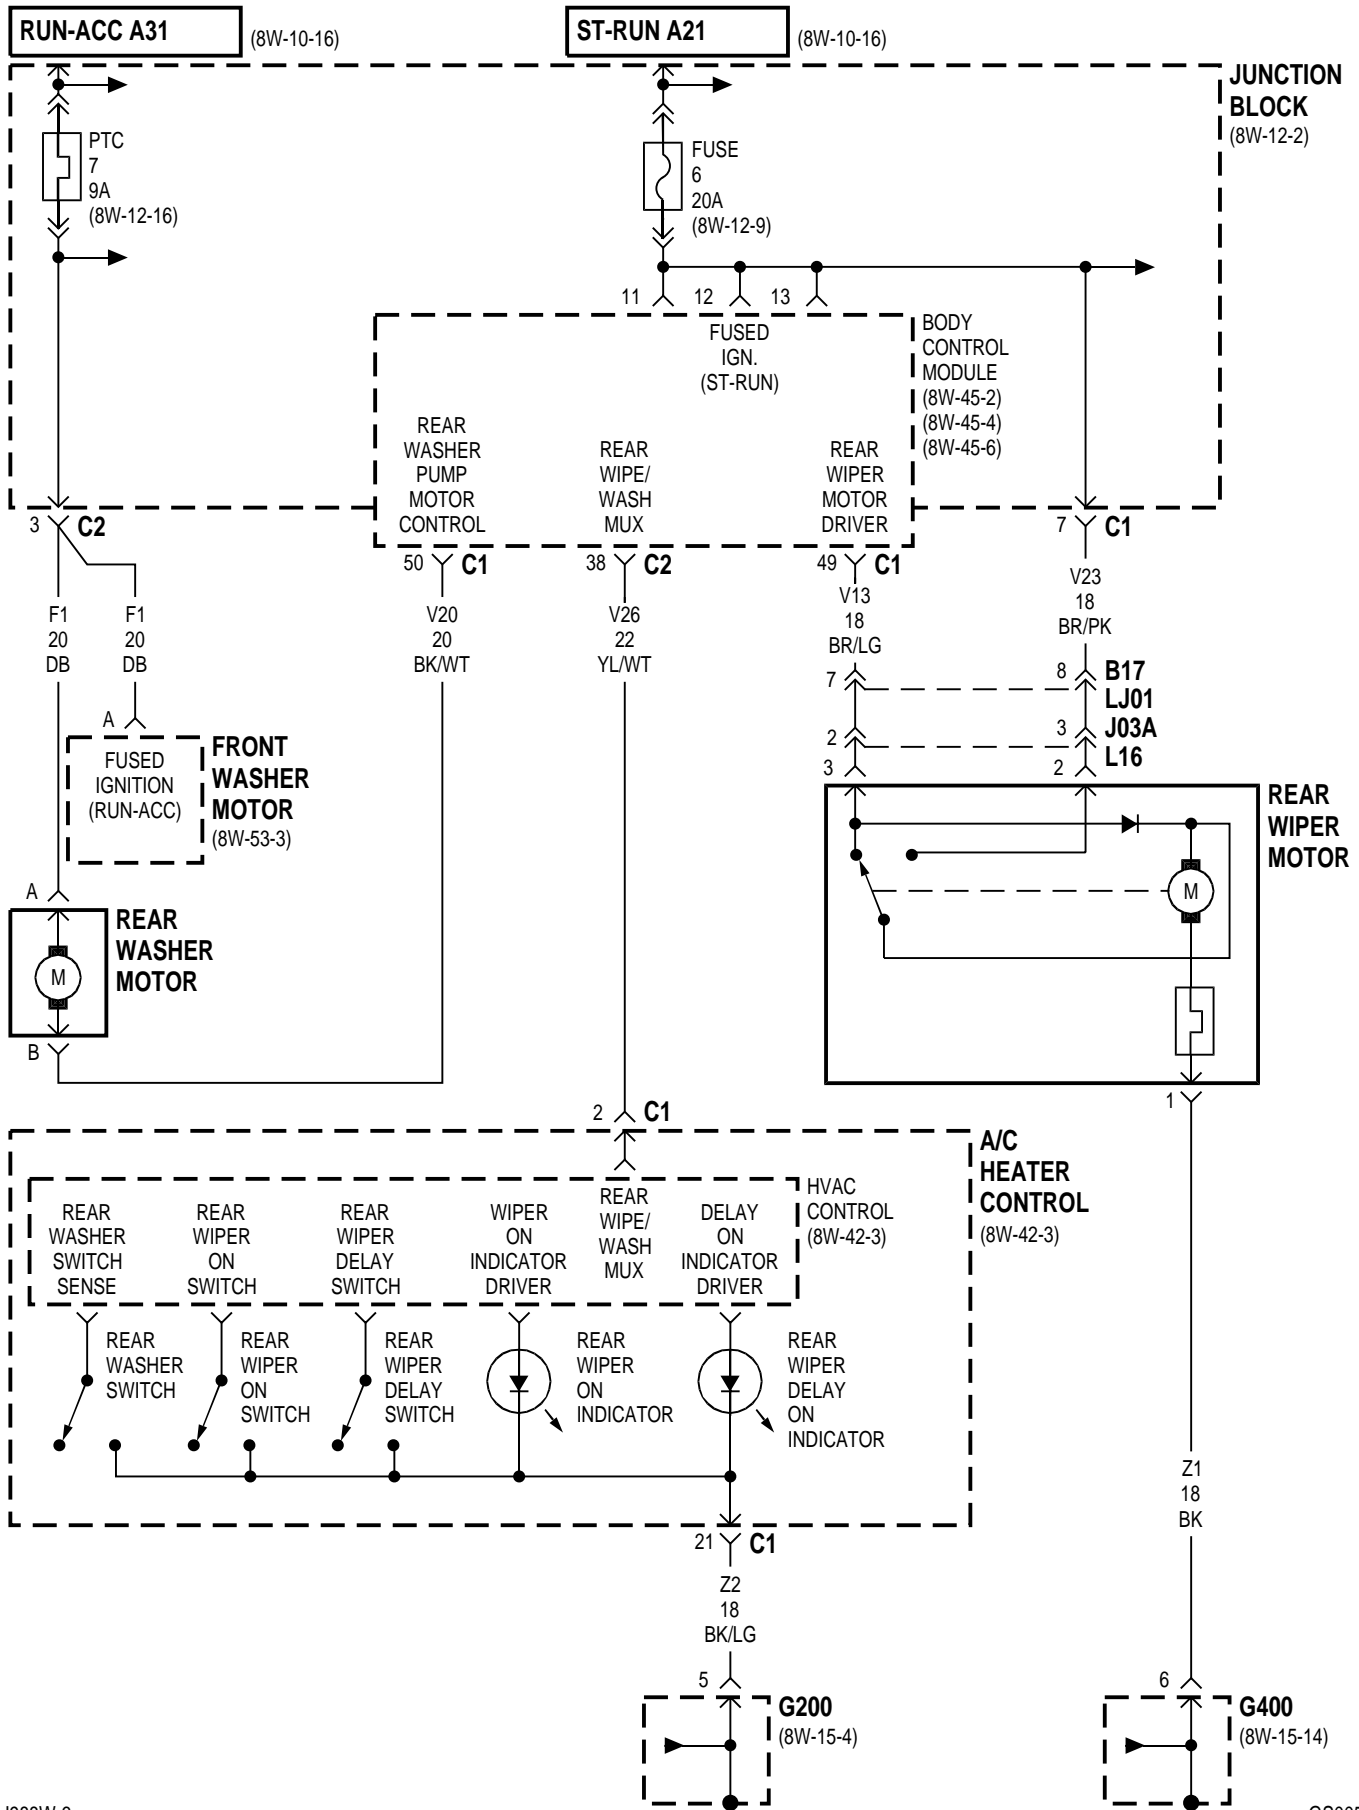 RUN-ACC A31
(8W-10-16)
ST-RUN A21
(8W-10-16)
JUNCTION
BLOCK
(8W-12-2)
PTC
7
9A
(8W-12-16)
FUSE
6
20A
(8W-12-9)
11
12
13
FUSED
IGN.
(ST-RUN)
BODY
CONTROL
MODULE
(8W-45-2)
(8W-45-4)
(8W-45-6)
REAR
WASHER
PUMP
MOTOR
CONTROL
REAR
WIPE/
WASH
MUX
REAR
WIPER
MOTOR
DRIVER
3
C2
50
C1
38
C2
49
C1
7
C1
F1
20
DB
F1
20
DB
V20
20
BK/WT
V26
22
YL/WT
V13
18
BR/LG
V23
18
BR/PK
7
8
B17
LJ01
2
3
J03A
L16
3
2
A
FUSED
IGNITION
(RUN-ACC)
FRONT
WASHER
MOTOR
(8W-53-3)
REAR
WIPER
MOTOR
M
A
REAR
WASHER
MOTOR
M
B
1
2
C1
A/C
HEATER
CONTROL
(8W-42-3)
HVAC
CONTROL
(8W-42-3)
REAR
WASHER
SWITCH
SENSE
REAR
WIPER
ON
SWITCH
REAR
WIPER
DELAY
SWITCH
WIPER
ON
INDICATOR
DRIVER
REAR
WIPE/
WASH
MUX
DELAY
ON
INDICATOR
DRIVER
REAR
WASHER
SWITCH
REAR
WIPER
ON
SWITCH
REAR
WIPER
DELAY
SWITCH
REAR
WIPER
ON
INDICATOR
REAR
WIPER
DELAY
ON
INDICATOR
21
C1
Z2
18
BK/LG
Z1
18
BK
5
G200
(8W-15-4)
6
G400
(8W-15-14)